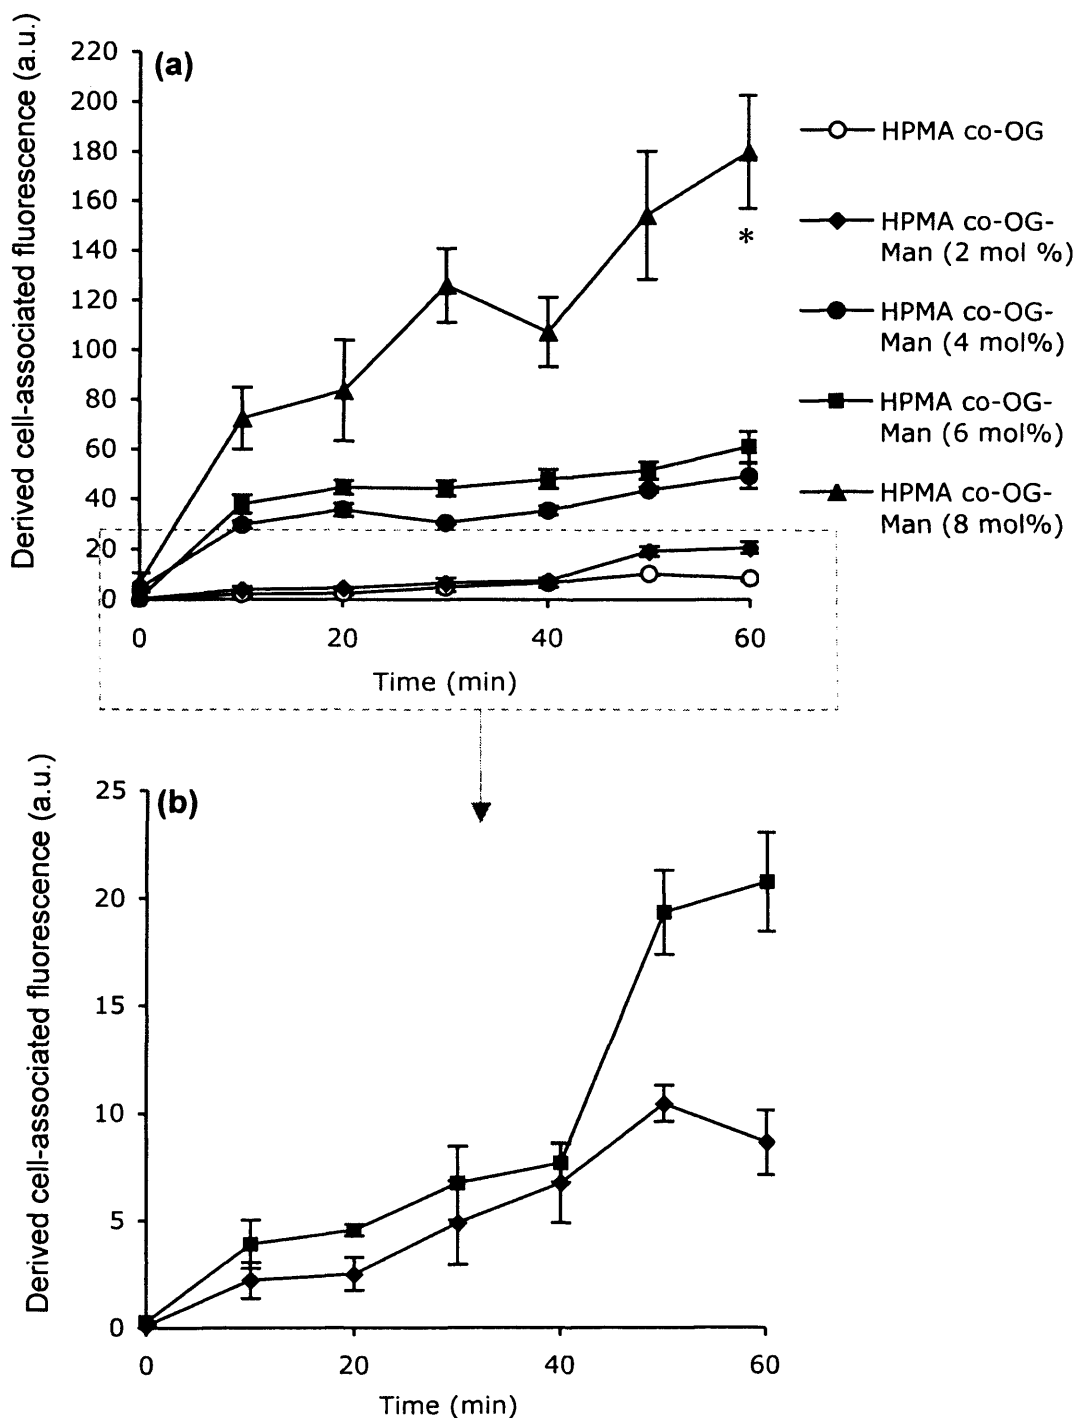 Derived cell-associated fluorescence (a.u.)
(a)
220
200
180
160
140
120
100
80
60
40
20
0
*
0 20 40 60
Time (min)
HPMA co-OG
HPMA co-OG-
Man (2 mol %)
HPMA co-OG-
Man (4 mol%)
HPMA co-OG-
Man (6 mol%)
HPMA co-OG-
Man (8 mol%)
Derived cell-associated fluorescence (a.u.)
(b)
25
20
15
10
5
0
0 20 40 60
Time (min)